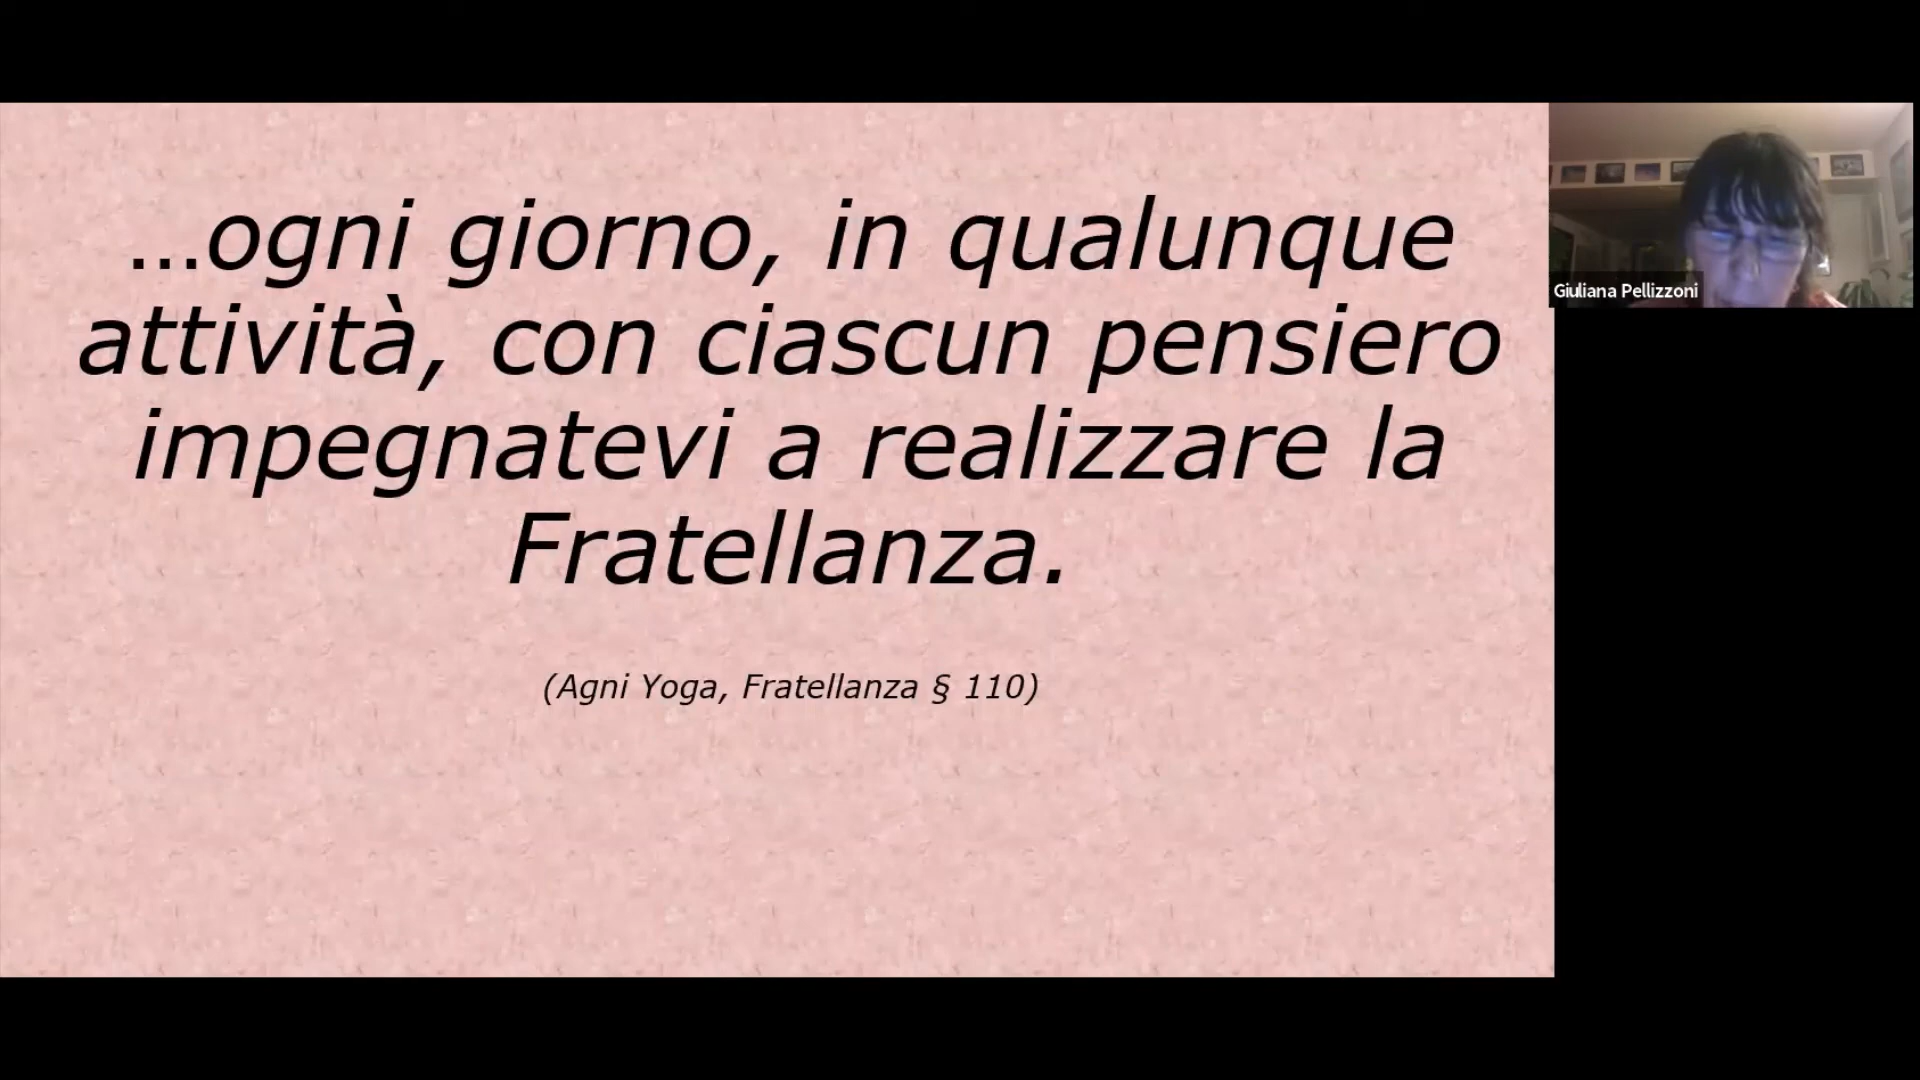 ...ogni giorno, in qualunque
attività, con ciascun pensiero
impegnatevi a realizzare la
Fratellanza.
(Agni Yoga, Fratellanza § 110)
Giuliana Pellizzoni